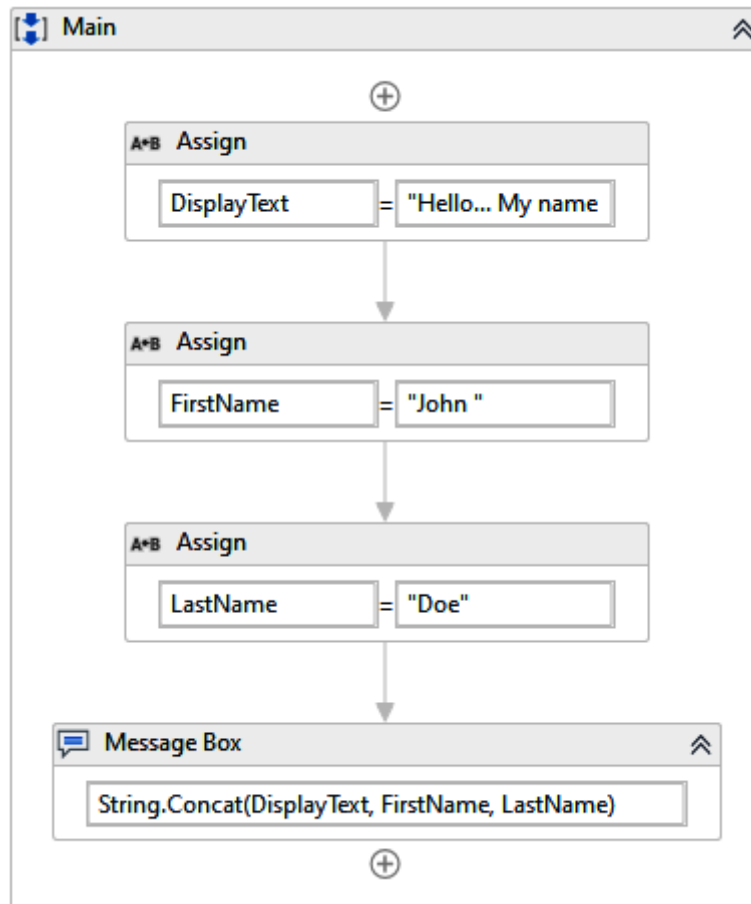 Main
A+B Assign
DisplayText = "Hello... My name
A+B Assign
FirstName = "John "
A+B Assign
LastName = "Doe"
Message Box
String.Concat(DisplayText, FirstName, LastName)